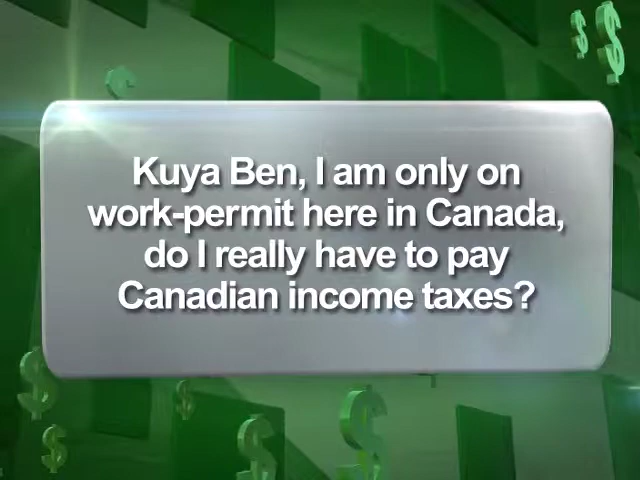 Kuya Ben, I am only on
work-permit here in Canada,
do I really have to pay
Canadian income taxes?